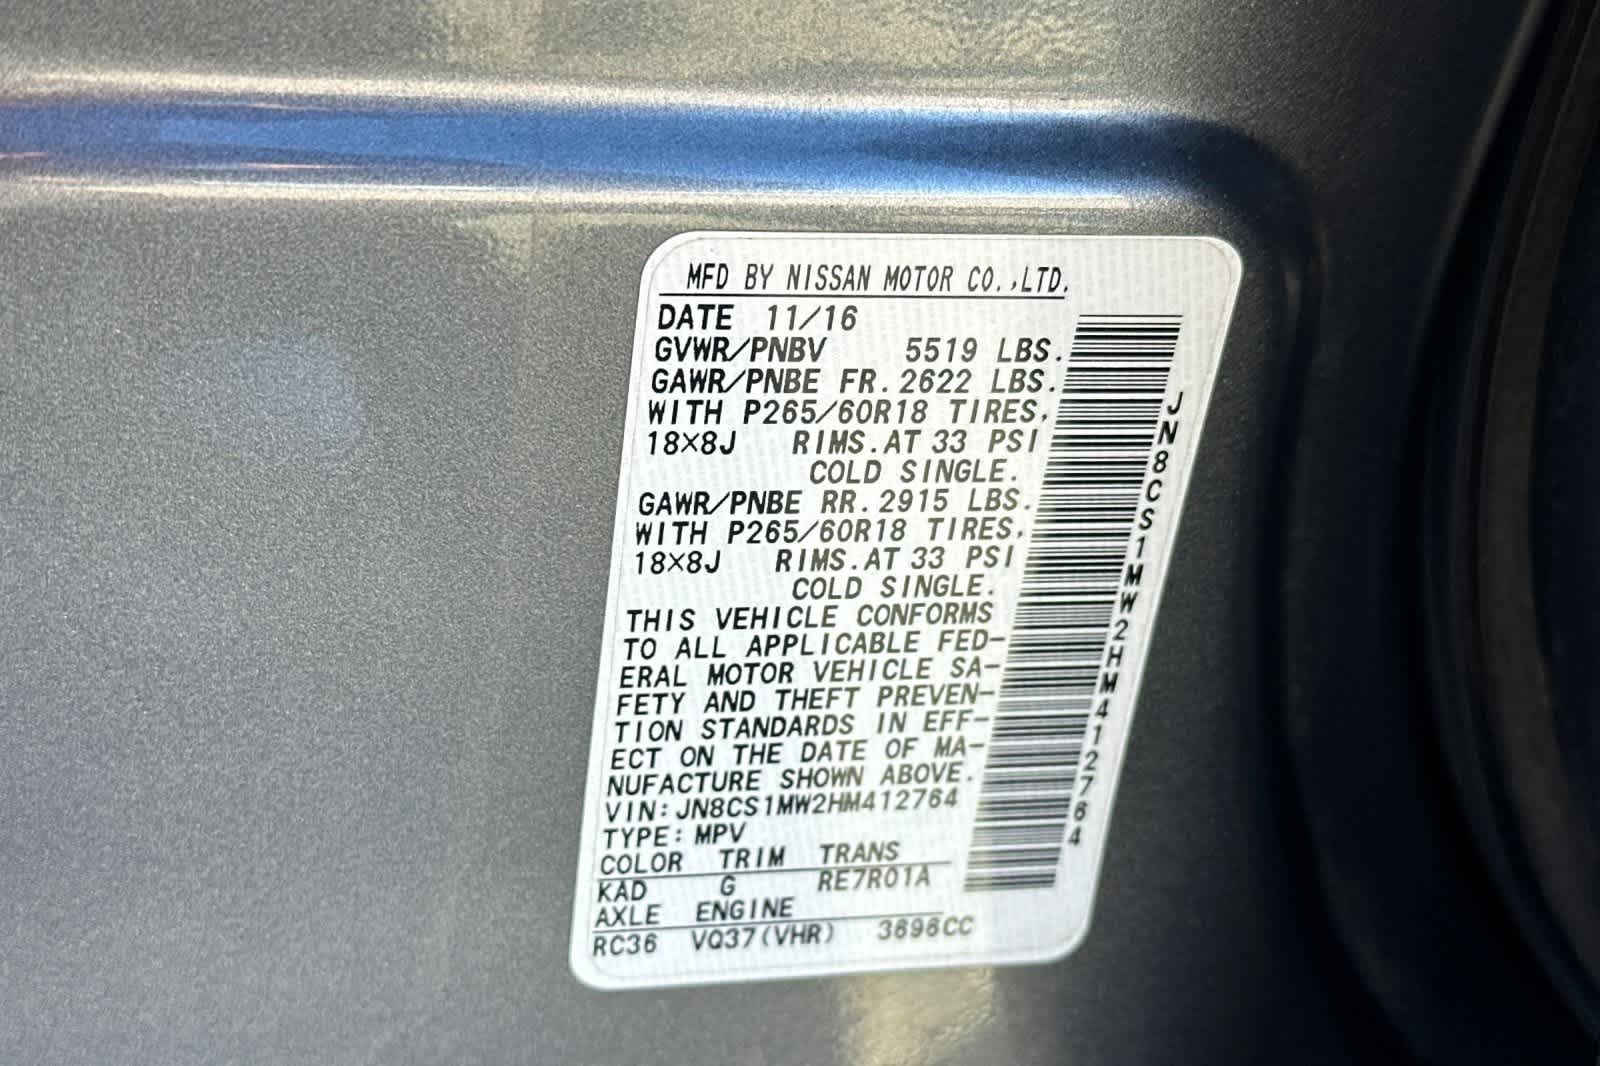 MFD BY NISSAN MOTOR CO.,LTD.
DATE 11/16
GVWR/PNBV 5519 LBS.
GAWR/PNBE FR. 2622 LBS.
WITH P265/60R18 TIRES,
18×8J RIMS. AT 33 PSI
COLD SINGLE.
GAWR/PNBE RR. 2915 LBS.
WITH P265/60R18 TIRES,
18×8J RIMS. AT 33 PSI
COLD SINGLE.
THIS VEHICLE CONFORMS
TO ALL APPLICABLE FED-
ERAL MOTOR VEHICLE SA-
FETY AND THEFT PREVEN-
TION STANDARDS IN EFF-
ECT ON THE DATE OF MA-
NUFACTURE SHOWN ABOVE.
VIN: JN8CS1MW2HM412764
TYPE: MPV
COLOR TRIM TRANS
KAD G RE7R01A
AXLE ENGINE
RC36 VQ37(VHR) 3696CC
JN8CS1MW2HM412764